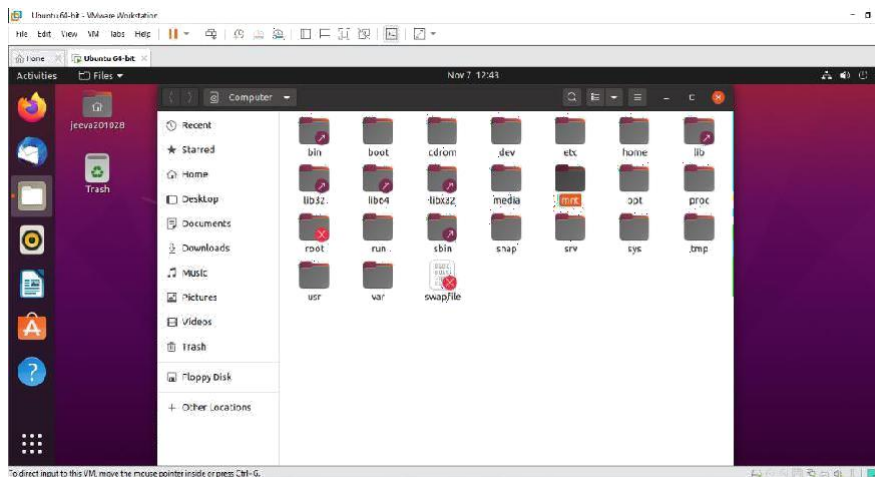 Ubuntu 64-bit - VMware Workstation
File Edit View VM Tabs Help
Home Ubuntu 64-bit
Activities Files Nov 7 12:43
jeeva201028
Trash
Computer
Recent
Starred
Home
Desktop
Documents
Downloads
Music
Pictures
Videos
Trash
Floppy Disk
+ Other Locations
bin boot cdrom dev etc home lib
lib32 lib64 libx32 media mnt opt proc
root run sbin snap srv sys tmp
usr var swapfile
To direct input to this VM, move the mouse pointer inside or press Ctrl+G.